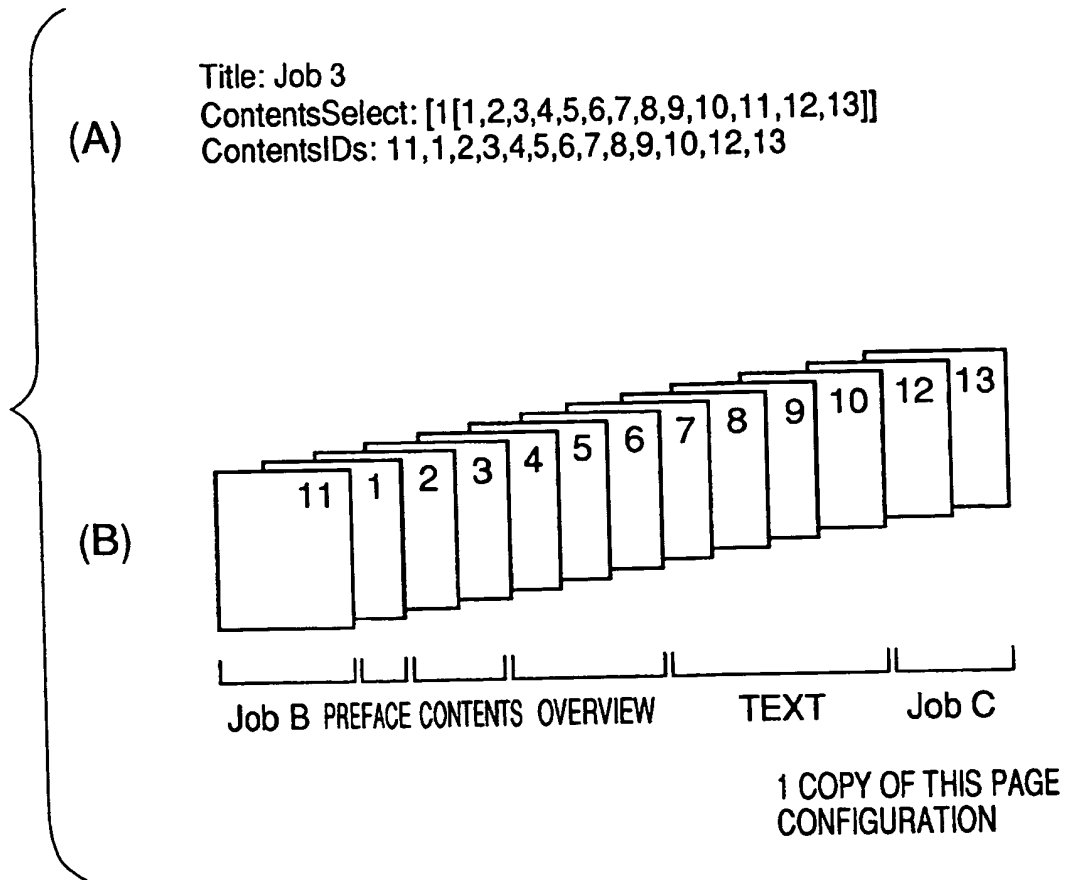 (A)
Title: Job 3
ContentsSelect: [1[1,2,3,4,5,6,7,8,9,10,11,12,13]]
ContentsIDs: 11,1,2,3,4,5,6,7,8,9,10,12,13
(B)
11 1 2 3 4 5 6 7 8 9 10 12 13
Job B PREFACE CONTENTS OVERVIEW TEXT Job C
1 COPY OF THIS PAGE
CONFIGURATION